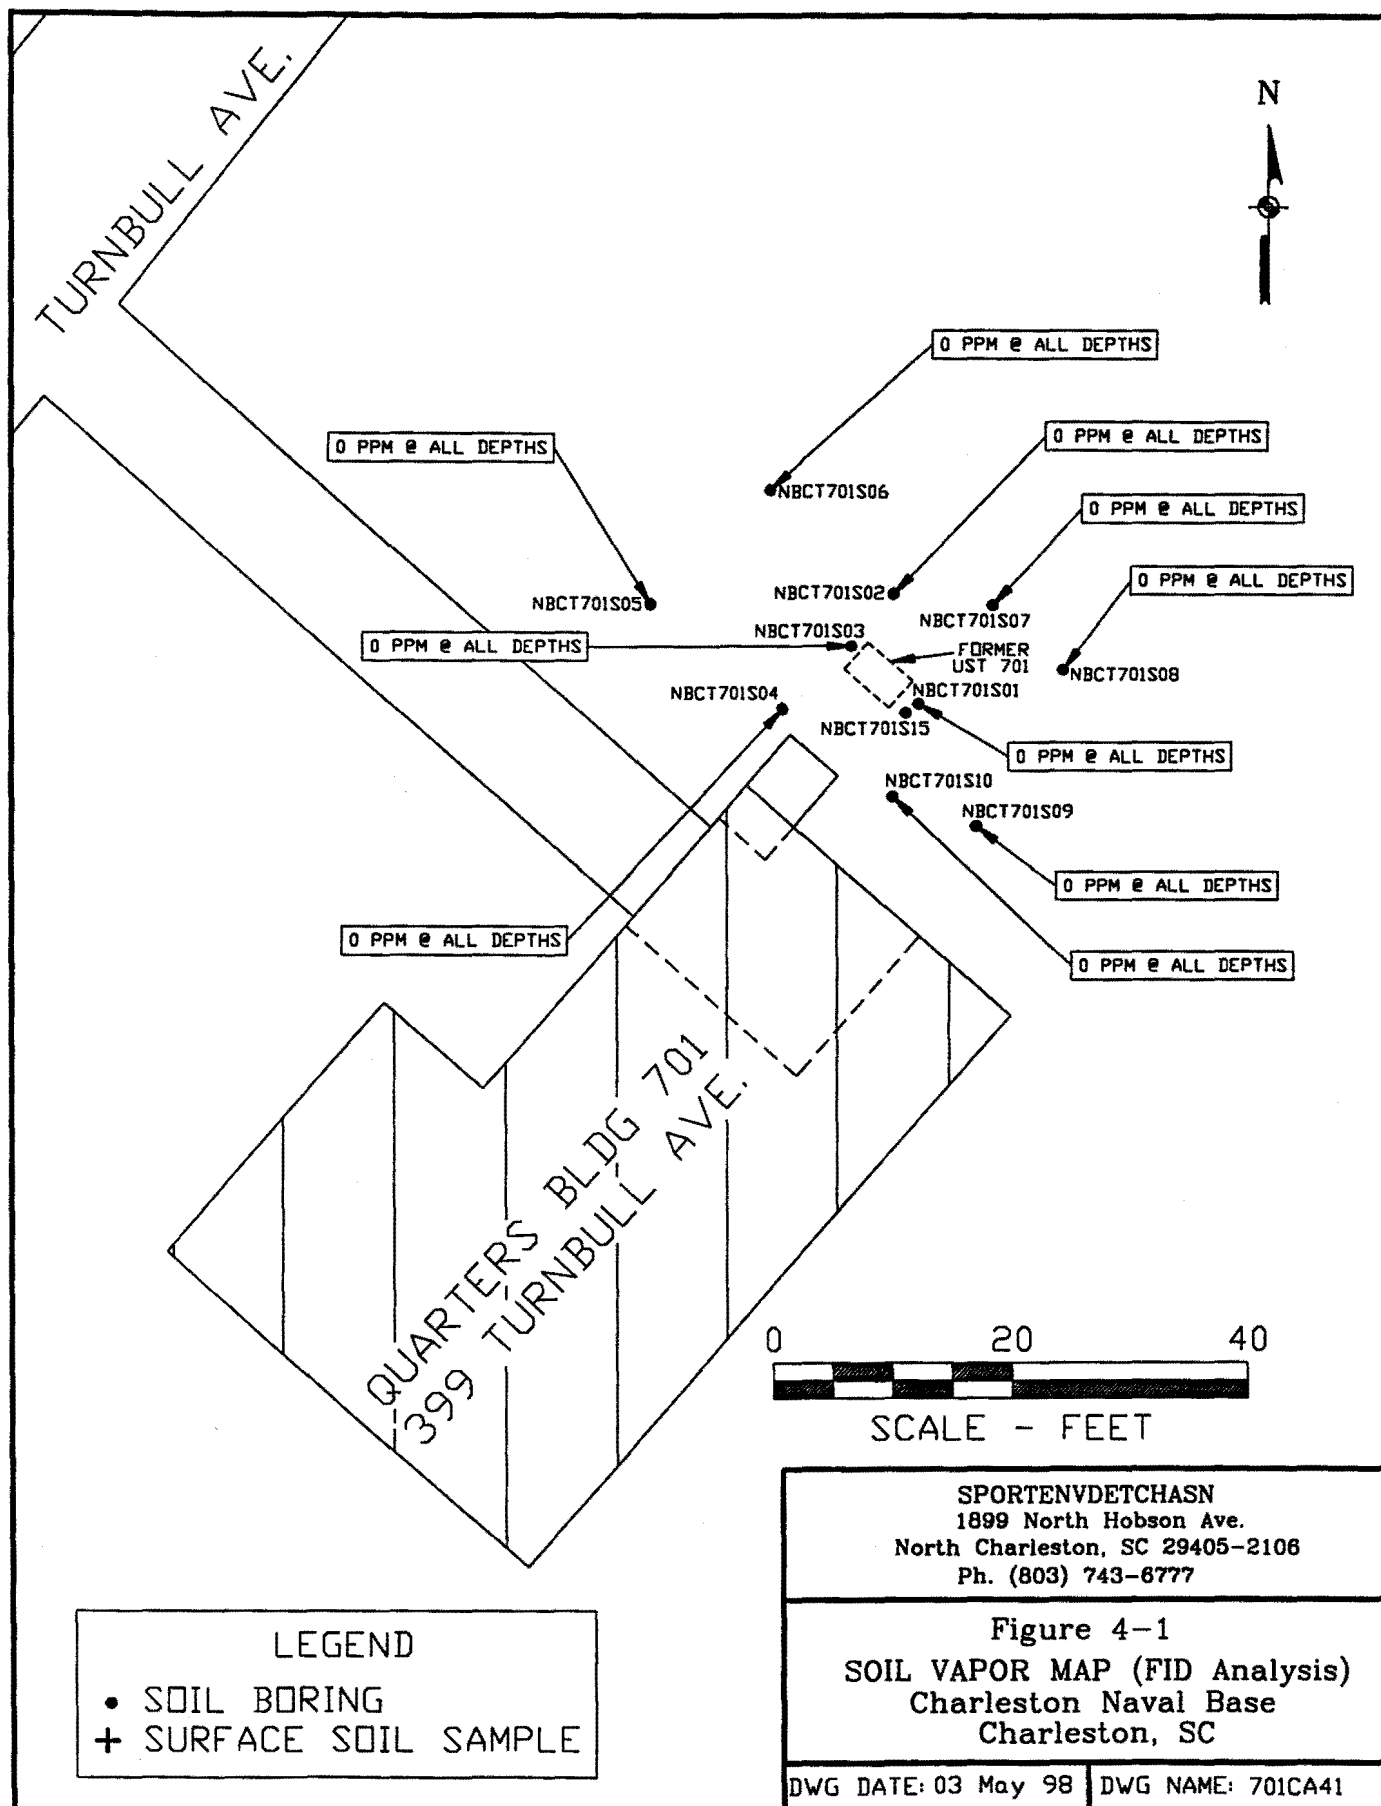 TURNBULL AVE.
N
0 PPM @ ALL DEPTHS
0 PPM @ ALL DEPTHS
0 PPM @ ALL DEPTHS
NBCT701S06
0 PPM @ ALL DEPTHS
0 PPM @ ALL DEPTHS
NBCT701S02
NBCT701S05
NBCT701S07
NBCT701S03
0 PPM @ ALL DEPTHS
FORMER
UST 701
NBCT701S08
NBCT701S04
NBCT701S01
NBCT701S15
0 PPM @ ALL DEPTHS
NBCT701S10
NBCT701S09
0 PPM @ ALL DEPTHS
0 PPM @ ALL DEPTHS
0 PPM @ ALL DEPTHS
QUARTERS BLDG 701
399 TURNBULL AVE.
0 20 40
SCALE - FEET
SPORTENVDETCHASN
1899 North Hobson Ave.
North Charleston, SC 29405-2106
Ph. (803) 743-6777
Figure 4-1
SOIL VAPOR MAP (FID Analysis)
Charleston Naval Base
Charleston, SC
DWG DATE: 03 May 98
DWG NAME: 701CA41
LEGEND
SOIL BORING
SURFACE SOIL SAMPLE